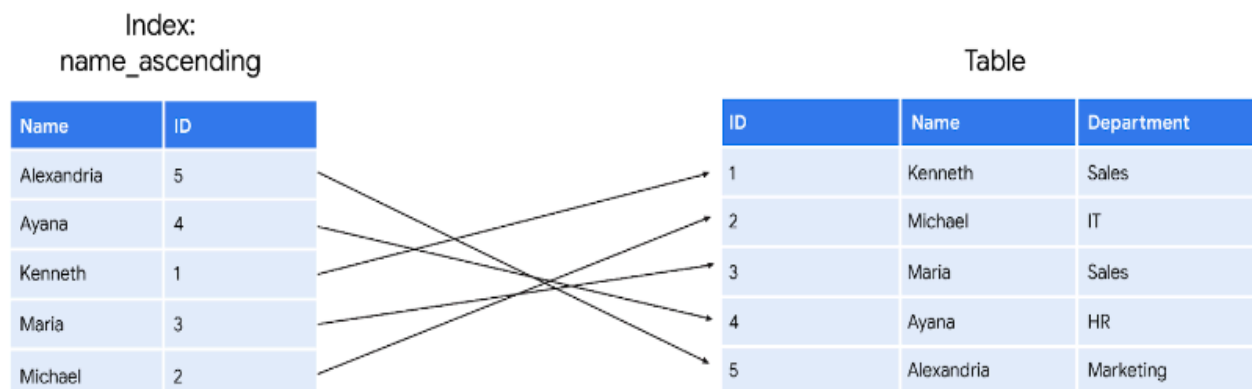 Index:
name_ascending
Table
Name ID
Alexandria 5
Ayana 4
Kenneth 1
Maria 3
Michael 2
ID Name Department
1 Kenneth Sales
2 Michael IT
3 Maria Sales
4 Ayana HR
5 Alexandria Marketing